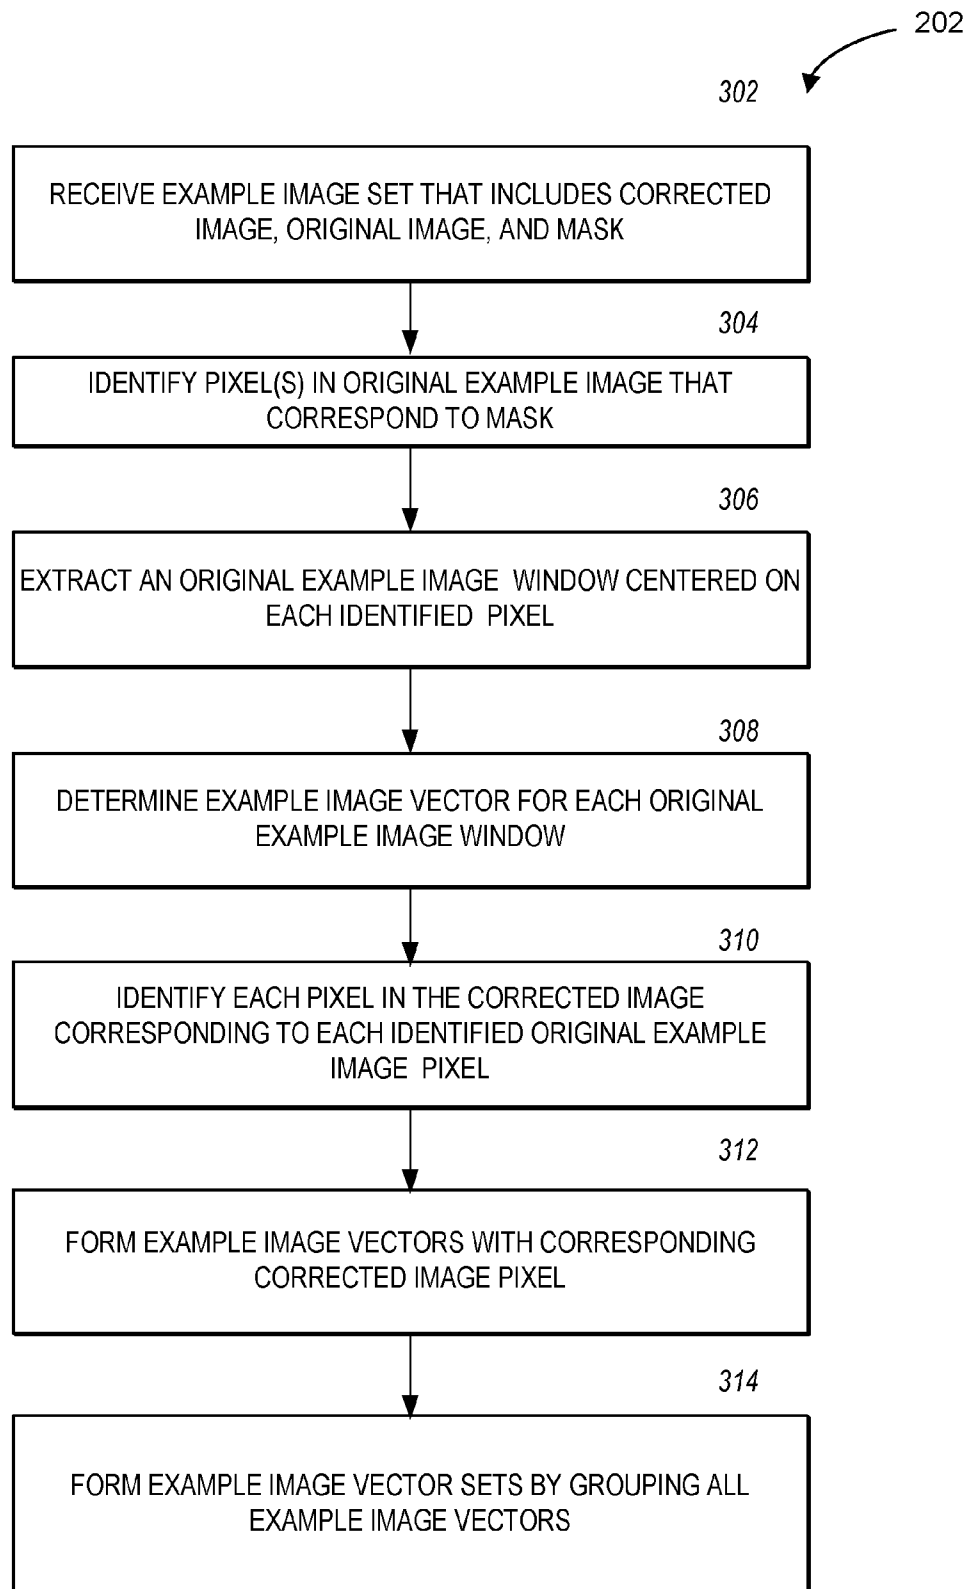 202
302
RECEIVE EXAMPLE IMAGE SET THAT INCLUDES CORRECTED
IMAGE, ORIGINAL IMAGE, AND MASK
304
IDENTIFY PIXEL(S) IN ORIGINAL EXAMPLE IMAGE THAT
CORRESPOND TO MASK
306
EXTRACT AN ORIGINAL EXAMPLE IMAGE WINDOW CENTERED ON
EACH IDENTIFIED PIXEL
308
DETERMINE EXAMPLE IMAGE VECTOR FOR EACH ORIGINAL
EXAMPLE IMAGE WINDOW
310
IDENTIFY EACH PIXEL IN THE CORRECTED IMAGE
CORRESPONDING TO EACH IDENTIFIED ORIGINAL EXAMPLE
IMAGE PIXEL
312
FORM EXAMPLE IMAGE VECTORS WITH CORRESPONDING
CORRECTED IMAGE PIXEL
314
FORM EXAMPLE IMAGE VECTOR SETS BY GROUPING ALL
EXAMPLE IMAGE VECTORS